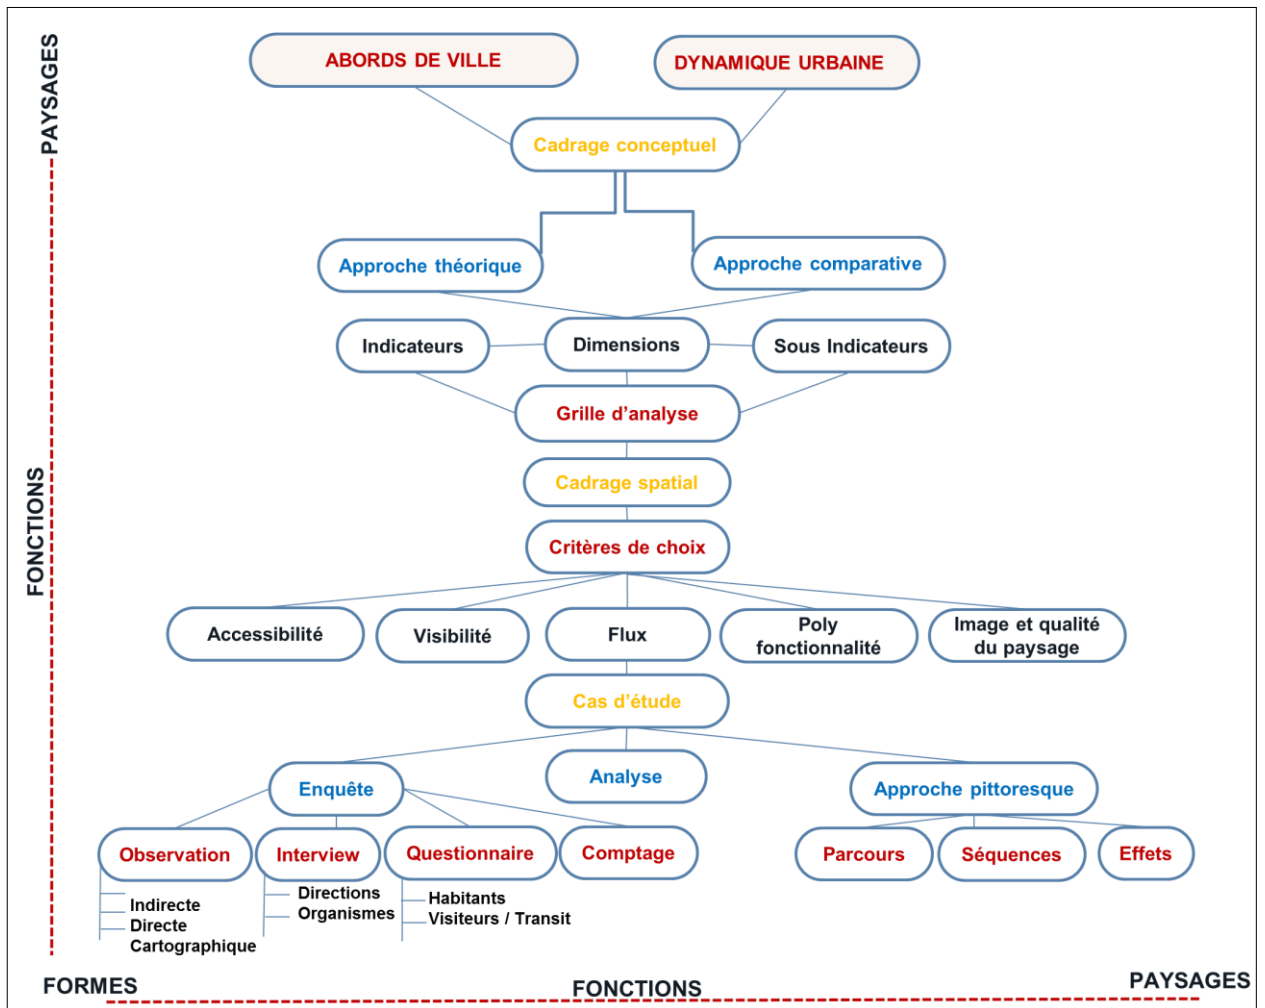 PAYSAGES
ABORDS DE VILLE
DYNAMIQUE URBAINE
Cadrage conceptuel
Approche théorique
Approche comparative
Indicateurs
Dimensions
Sous Indicateurs
Grille d’analyse
Cadrage spatial
FONCTIONS
Critères de choix
Accessibilité
Visibilité
Flux
Poly
fonctionnalité
Image et qualité
du paysage
Cas d’étude
Enquête
Analyse
Approche pittoresque
Observation
Interview
Questionnaire
Comptage
Parcours
Séquences
Effets
Indirecte
Directe
Cartographique
Directions
Organismes
Habitants
Visiteurs / Transit
FORMES
FONCTIONS
PAYSAGES